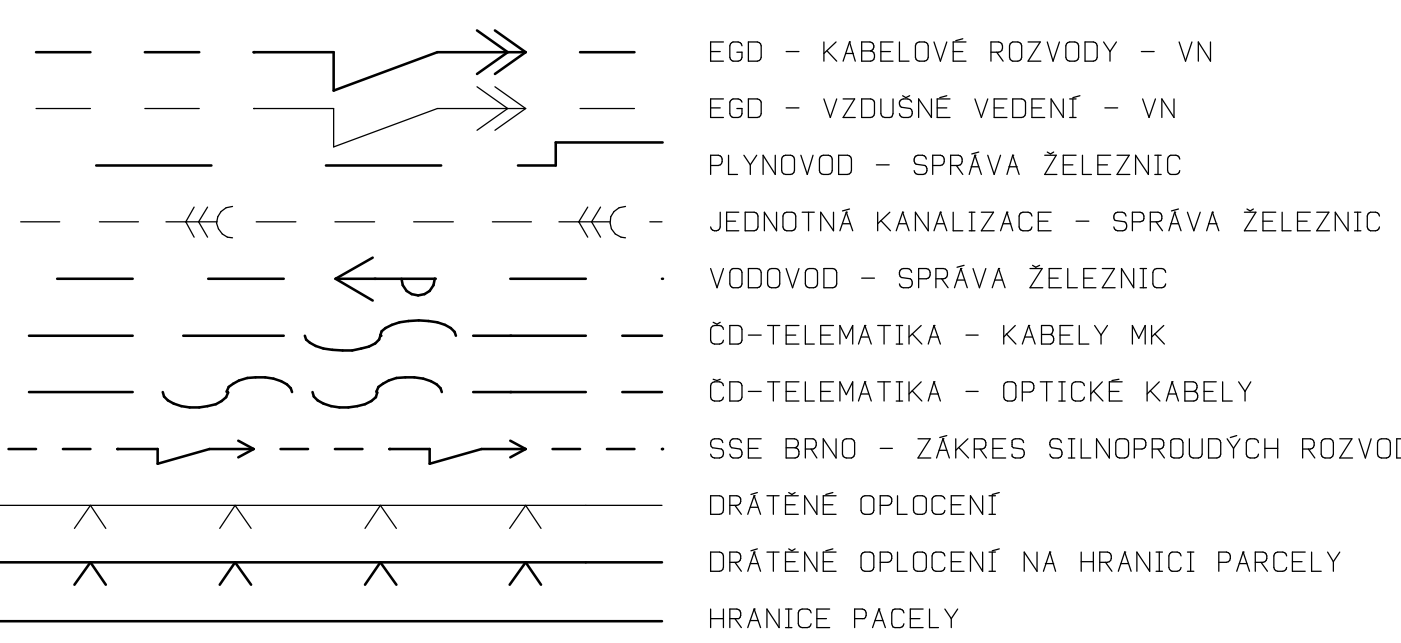 EGD - KABELOVÉ ROZVODY - VN
EGD - VZDUŠNÉ VEDENÍ - VN
PLYNOVOD - SPRÁVA ŽELEZNIC
JEDNOTNÁ KANALIZACE - SPRÁVA ŽELEZNIC
VODOVOD - SPRÁVA ŽELEZNIC
ČD-TELEMATIKA - KABELY MK
ČD-TELEMATIKA - OPTICKÉ KABELY
SSE BRNO - ZÁKRES SILNOPROUDÝCH
DRÁTĚNÉ OPLOCENÍ
DRÁTĚNÉ OPLOCENÍ NA HRANICI PARCELY
HRANICE PACELY